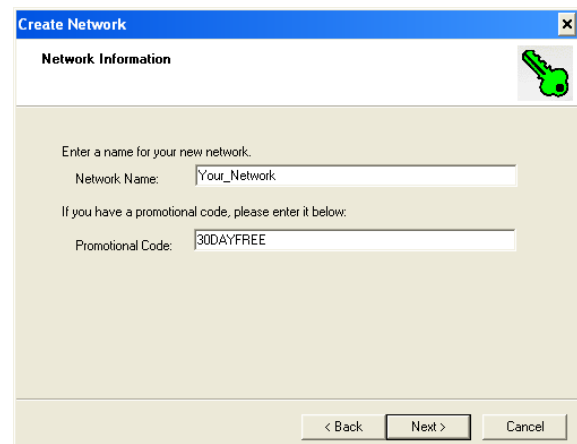 Create Network
Network Information
Enter a name for your new network.
Network Name: Your_Network
If you have a promotional code, please enter it below:
Promotional Code: 30DAYFREE
< Back Next > Cancel